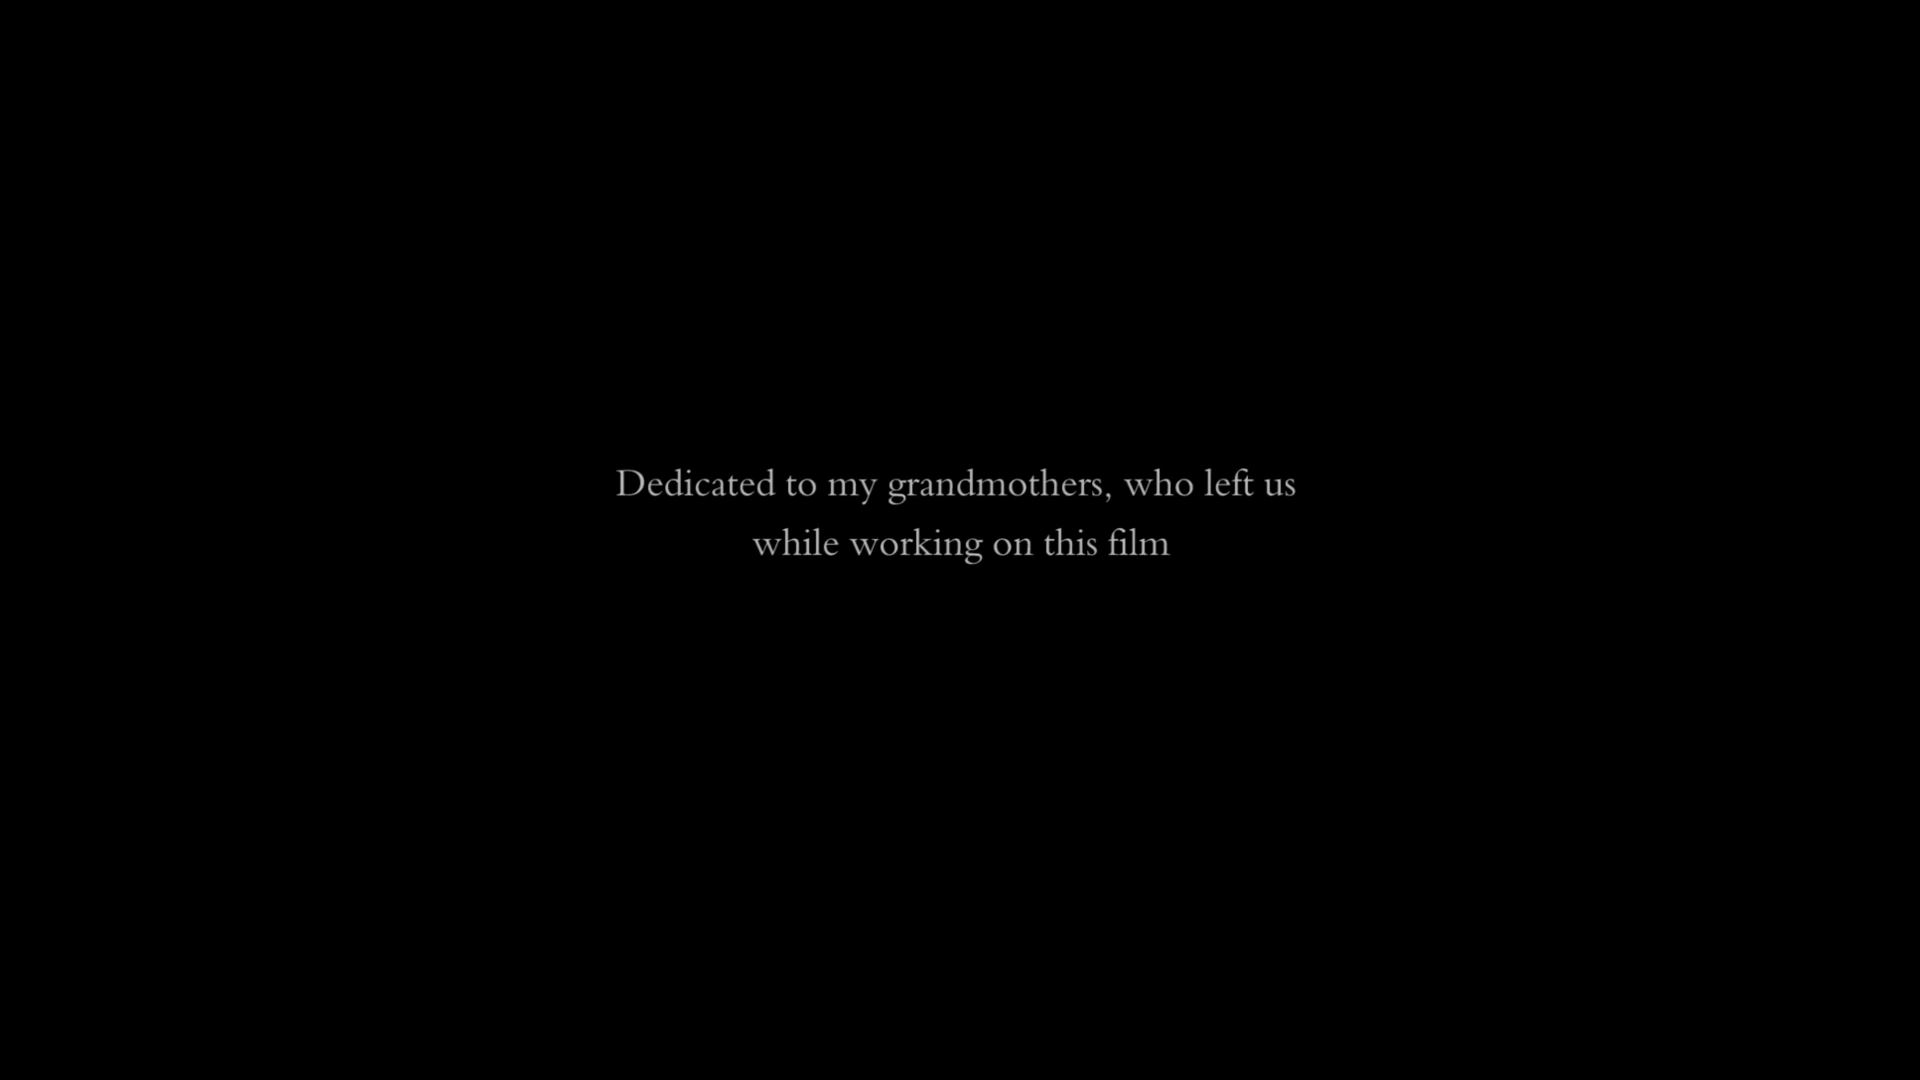 Dedicated to my grandmothers, who left us
while working on this film